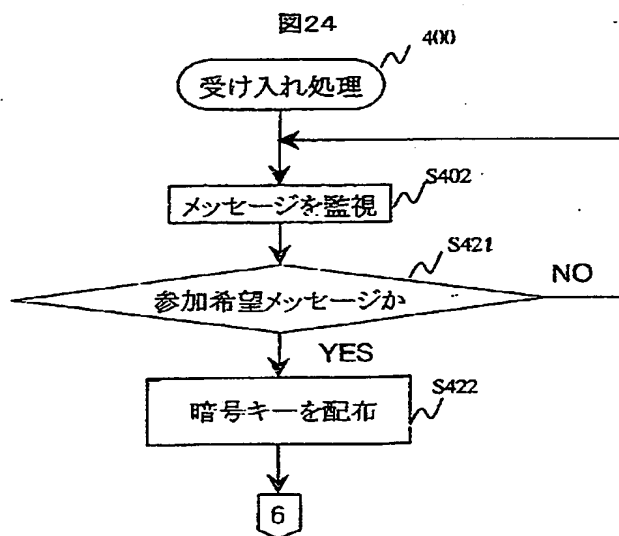 図24
400
受け入れ処理
S402
メッセージを監視
S421
NO
参加希望メッセージか
YES
S422
暗号キーを配布
6